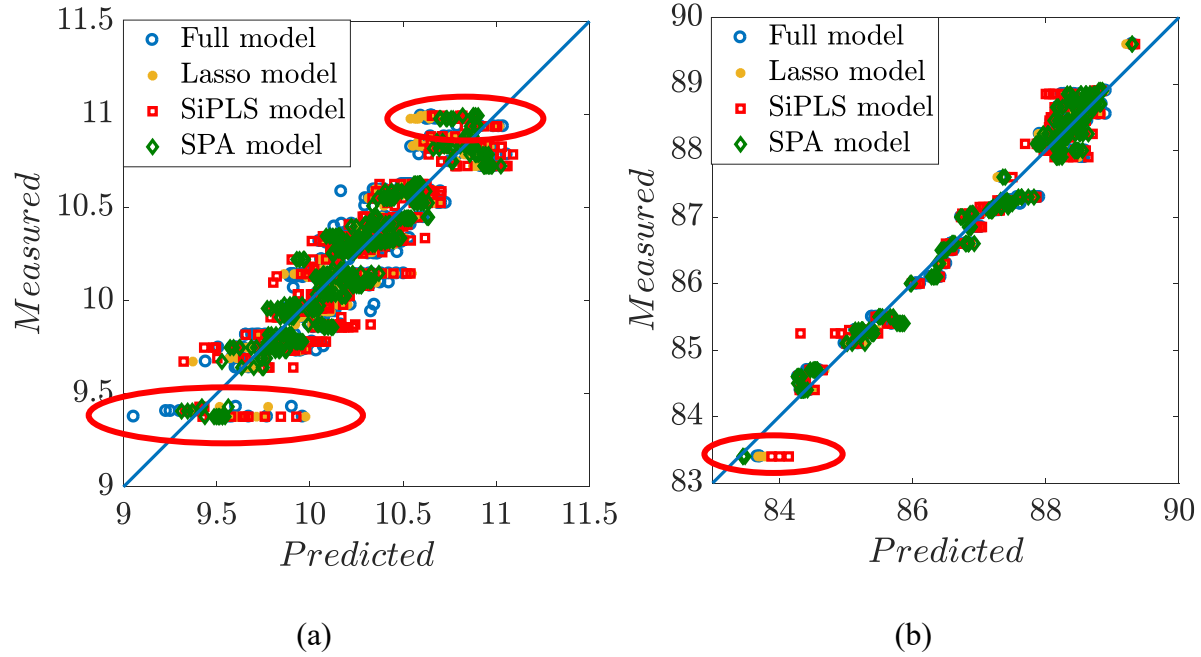 11.5
11
10.5
10
9.5
9
9 9.5 10 10.5 11 11.5
Measured
Predicted
Full model
Lasso model
SiPLS model
SPA model
(a)
90
89
88
87
86
85
84
83
84 86 88 90
Measured
Predicted
Full model
Lasso model
SiPLS model
SPA model
(b)